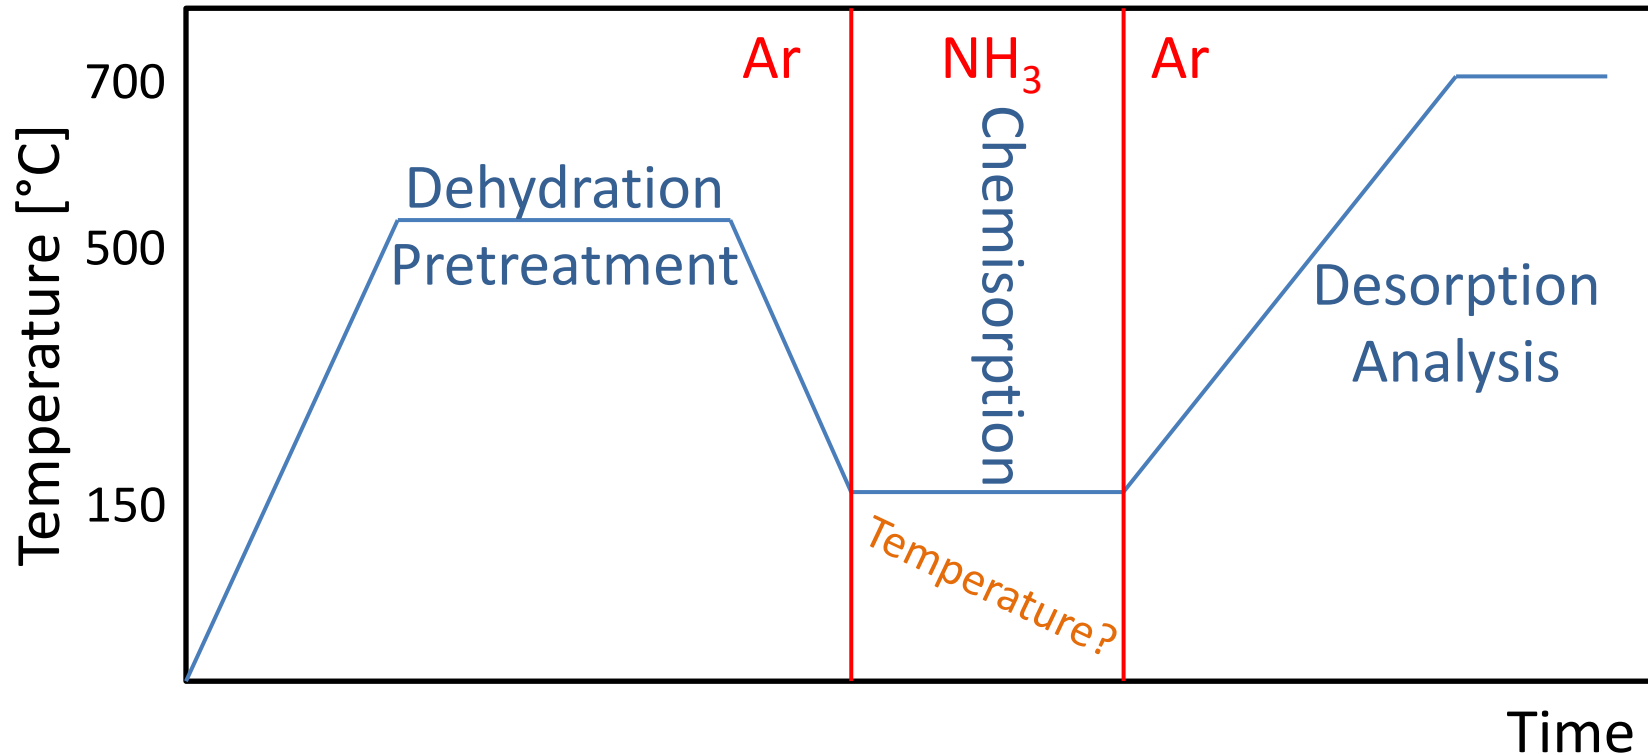 Temperature [°C]
700
500
150
Ar
NH₃
Ar
Dehydration
Pretreatment
Chemisorption
Temperature?
Desorption
Analysis
Time